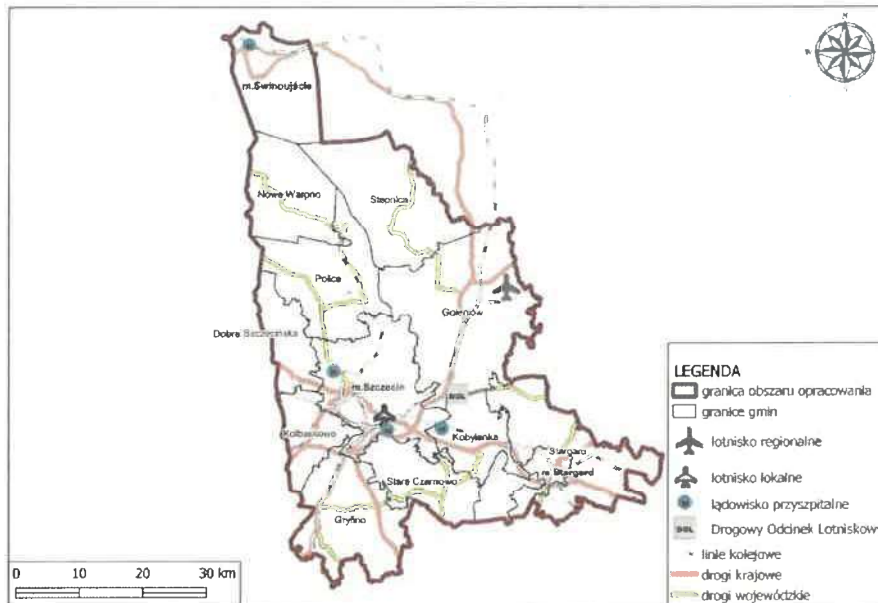 N
m.Świnoujście
Nowe Warpno
Stepnica
Police
Goleniów
Dobra Szczecińska
m.Szczecin
DOL
Kołbaskowo
Kobylanka
Stargard
m.Stargard
Stare Czarnowo
Gryfino
0 10 20 30 km
LEGENDA
granica obszaru opracowania
granice gmin
lotnisko regionalne
lotnisko lokalne
lądowisko przyszpitalne
DOL Drogowy Odcinek Lotniskow
linie kolejowe
drogi krajowe
drogi wojewódzkie